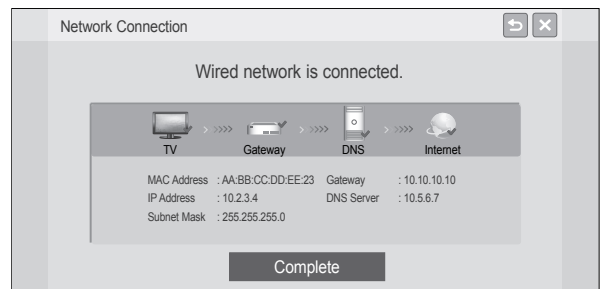 Network Connection
Wired network is connected.
TV Gateway DNS Internet
MAC Address : AA:BB:CC:DD:EE:23 Gateway : 10.10.10.10
IP Address : 10.2.3.4 DNS Server : 10.5.6.7
Subnet Mask : 255.255.255.0
Complete